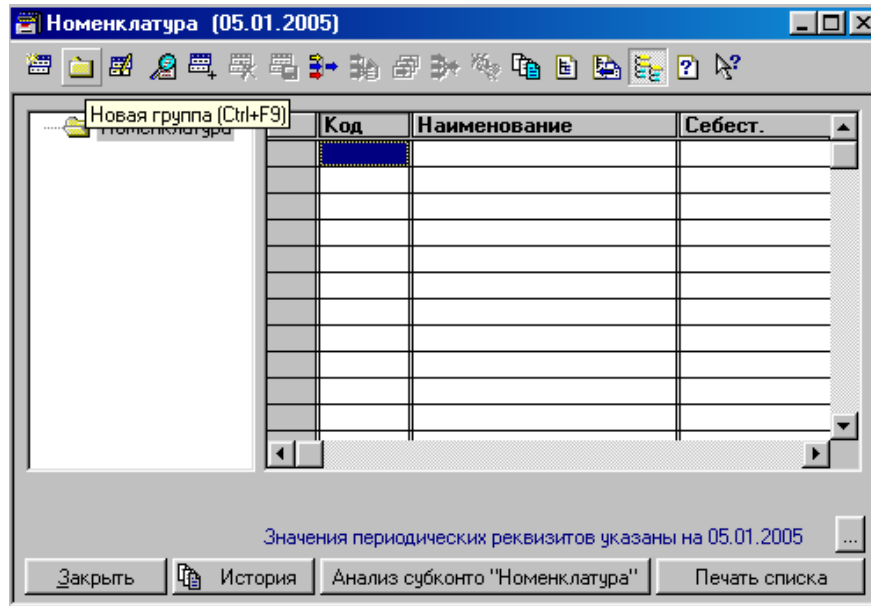 Номенклатура (05.01.2005)
Новая группа (Ctrl+F9)
Номенклатура
Код Наименование Себест.
Значения периодических реквизитов указаны на 05.01.2005 ...
Закрыть История Анализ субконто "Номенклатура" Печать списка